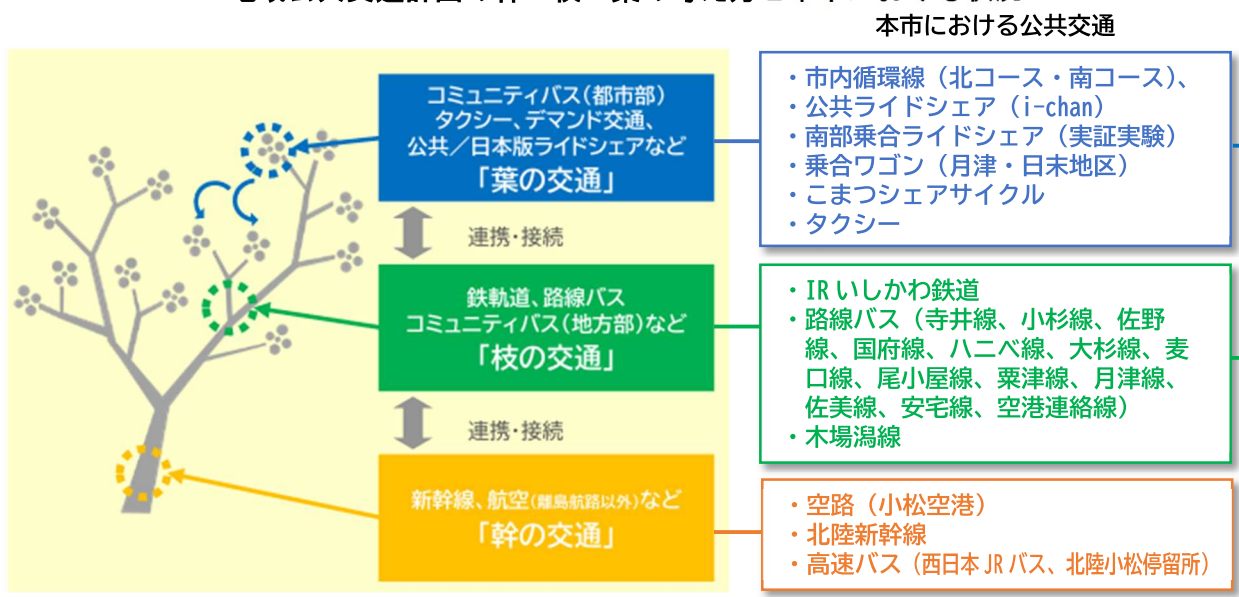 本市における公共交通
コミュニティバス（都市部）
タクシー、デマンド交通、
公共／日本版ライドシェアなど
「葉の交通」
連携・接続
鉄軌道、路線バス
コミュニティバス（地方部）など
「枝の交通」
連携・接続
新幹線、航空（離島航路以外）など
「幹の交通」
・市内循環線（北コース・南コース）、
・公共ライドシェア（i-chan）
・南部乗合ライドシェア（実証実験）
・乗合ワゴン（月津・日末地区）
・こまつシェアサイクル
・タクシー
・IRいしかわ鉄道
・路線バス（寺井線、小杉線、佐野
線、国府線、ハニベ線、大杉線、麦
口線、尾小屋線、粟津線、月津線、
佐美線、安宅線、空港連絡線）
・木場潟線
・空路（小松空港）
・北陸新幹線
・高速バス（西日本JRバス、北陸小松停留所）